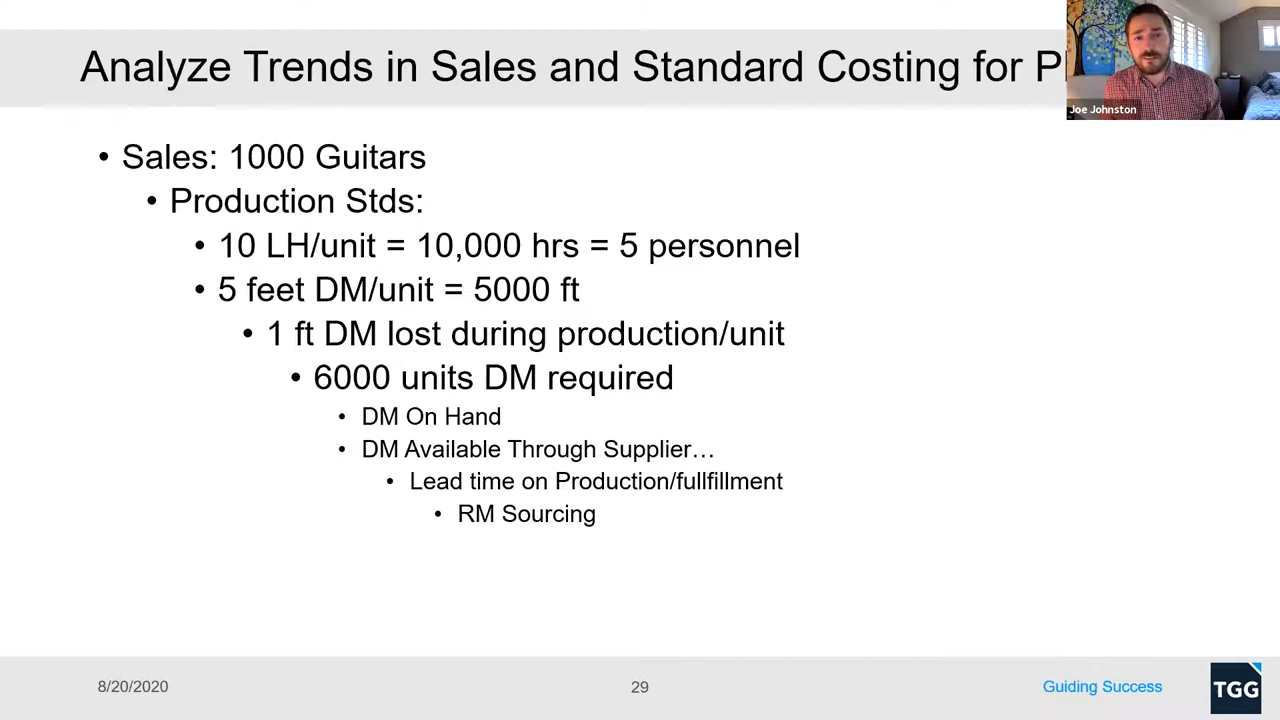 Analyze Trends in Sales and Standard Costing for P
Joe Johnston
• Sales: 1000 Guitars
• Production Stds:
• 10 LH/unit = 10,000 hrs = 5 personnel
• 5 feet DM/unit = 5000 ft
• 1 ft DM lost during production/unit
• 6000 units DM required
• DM On Hand
• DM Available Through Supplier…
• Lead time on Production/fullfillment
• RM Sourcing
8/20/2020
29
Guiding Success
TGG